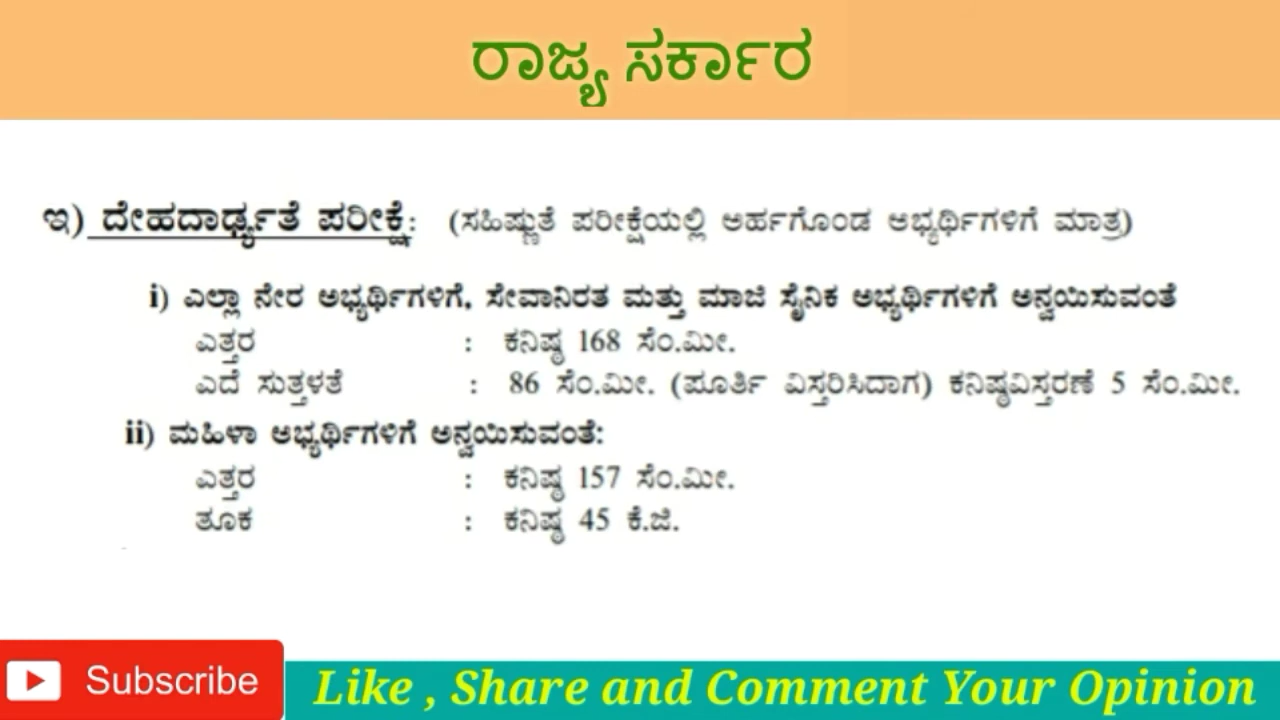 ರಾಜ್ಯ ಸರ್ಕಾರ
ಇ) ದೇಹದಾರ್ಢ್ಯತೆ ಪರೀಕ್ಷೆ: (ಸಹಿಷ್ಣುತೆ ಪರೀಕ್ಷೆಯಲ್ಲಿ ಅರ್ಹಗೊಂಡ ಅಭ್ಯರ್ಥಿಗಳಿಗೆ ಮಾತ್ರ)
i) ಎಲ್ಲಾ ನೇರ ಅಭ್ಯರ್ಥಿಗಳಿಗೆ, ಸೇವಾನಿರತ ಮತ್ತು ಮಾಜಿ ಸೈನಿಕ ಅಭ್ಯರ್ಥಿಗಳಿಗೆ ಅನ್ವಯಿಸುವಂತೆ
ಎತ್ತರ : ಕನಿಷ್ಠ 168 ಸೆಂ.ಮೀ.
ಎದೆ ಸುತ್ತಳತೆ : 86 ಸೆಂ.ಮೀ. (ಪೂರ್ತಿ ವಿಸ್ತರಿಸಿದಾಗ) ಕನಿಷ್ಠವಿಸ್ತರಣೆ 5 ಸೆಂ.ಮೀ.
ii) ಮಹಿಳಾ ಅಭ್ಯರ್ಥಿಗಳಿಗೆ ಅನ್ವಯಿಸುವಂತೆ:
ಎತ್ತರ : ಕನಿಷ್ಠ 157 ಸೆಂ.ಮೀ.
ತೂಕ : ಕನಿಷ್ಠ 45 ಕೆ.ಜಿ.
Subscribe
Like , Share and Comment Your Opinion